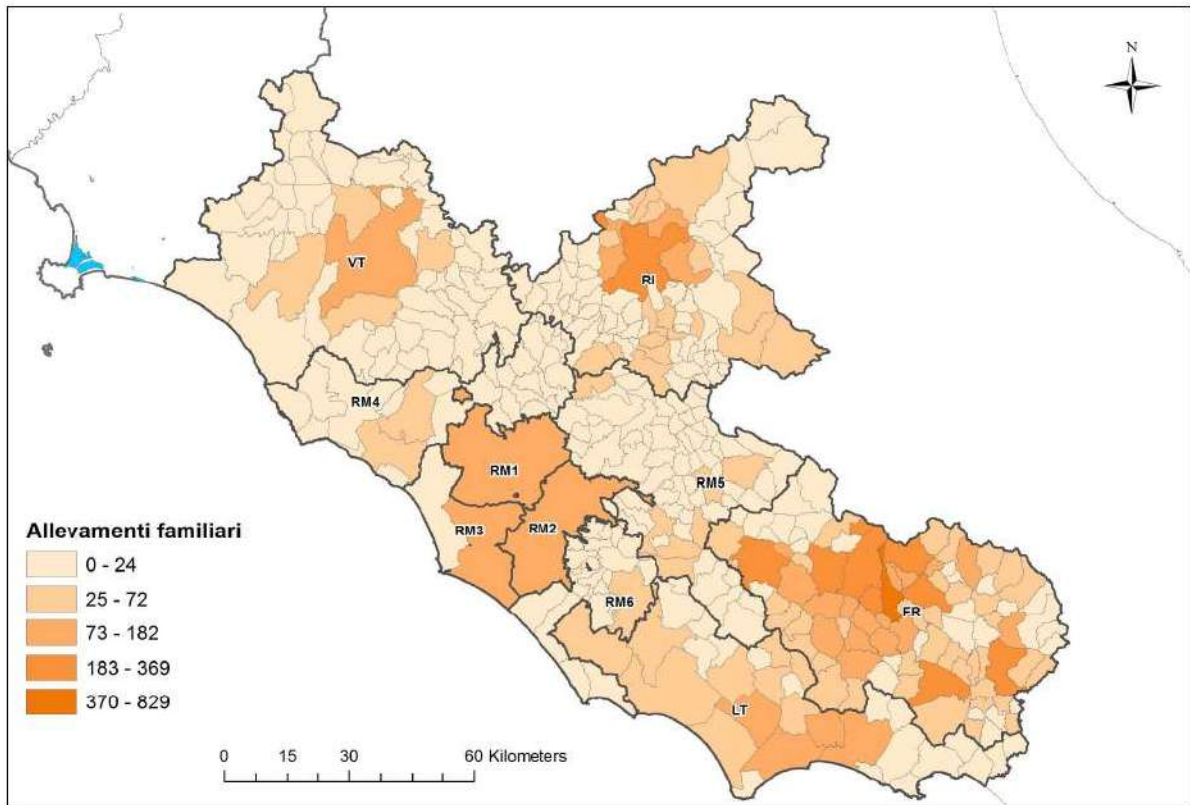 N
VT
RI
RM4
RM1
RM5
RM3
RM2
RM6
FR
LT
Allevamenti familiari
0 - 24
25 - 72
73 - 182
183 - 369
370 - 829
0 15 30 60 Kilometers